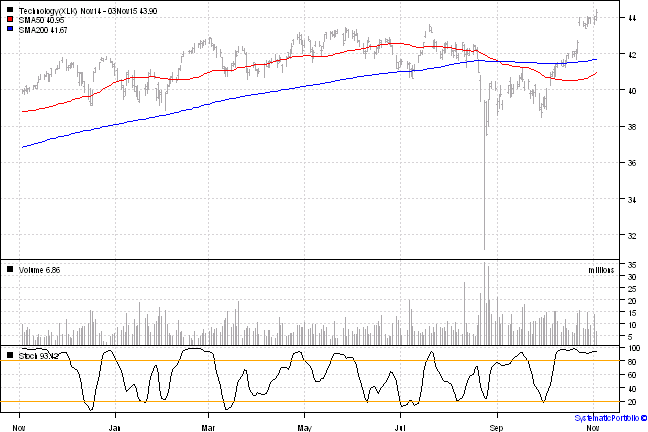 Technology(XLK) Nov14 - 03Nov15 43.90
SMA50 40.95
SMA200 41.67
44
42
40
38
36
34
32
Volume 6.86
millions
35
30
25
20
15
10
5
Stoch 93.12
100
80
60
40
20
Nov Jan Mar May Jul Sep Nov
SystematicPortfolio ©